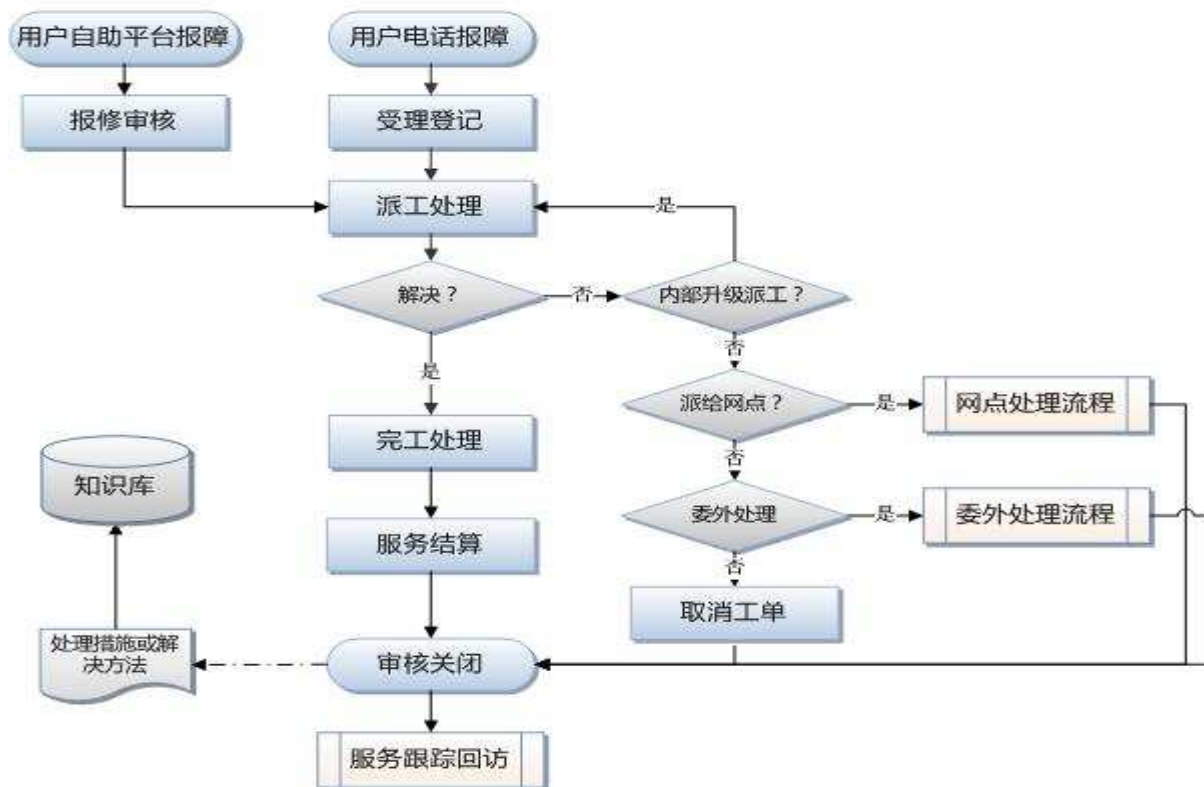 用户自助平台报障
用户电话报障
报修审核
受理登记
派工处理
是
解决？
否
内部升级派工？
否
是
派给网点？
是
网点处理流程
完工处理
否
知识库
委外处理
是
委外处理流程
服务结算
否
取消工单
处理措施或解
决方法
审核关闭
服务跟踪回访